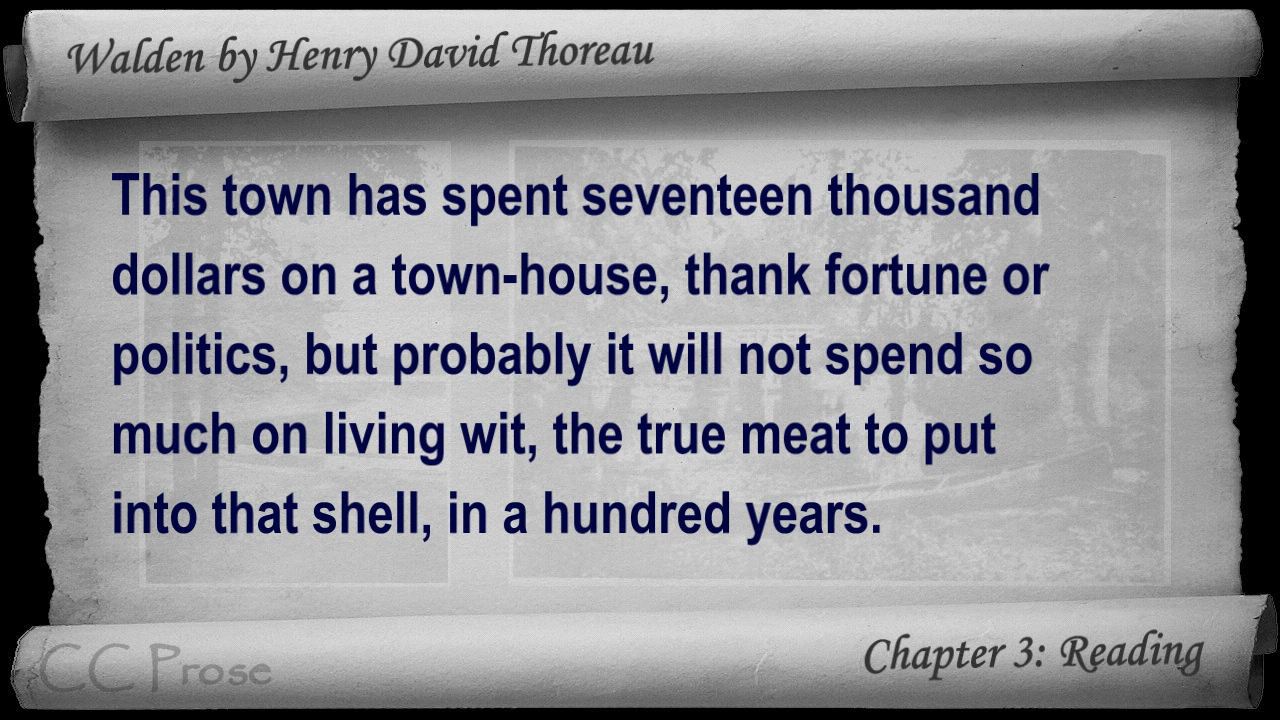 Walden by Henry David Thoreau
This town has spent seventeen thousand
dollars on a town-house, thank fortune or
politics, but probably it will not spend so
much on living wit, the true meat to put
into that shell, in a hundred years.
CC Prose
Chapter 3: Reading